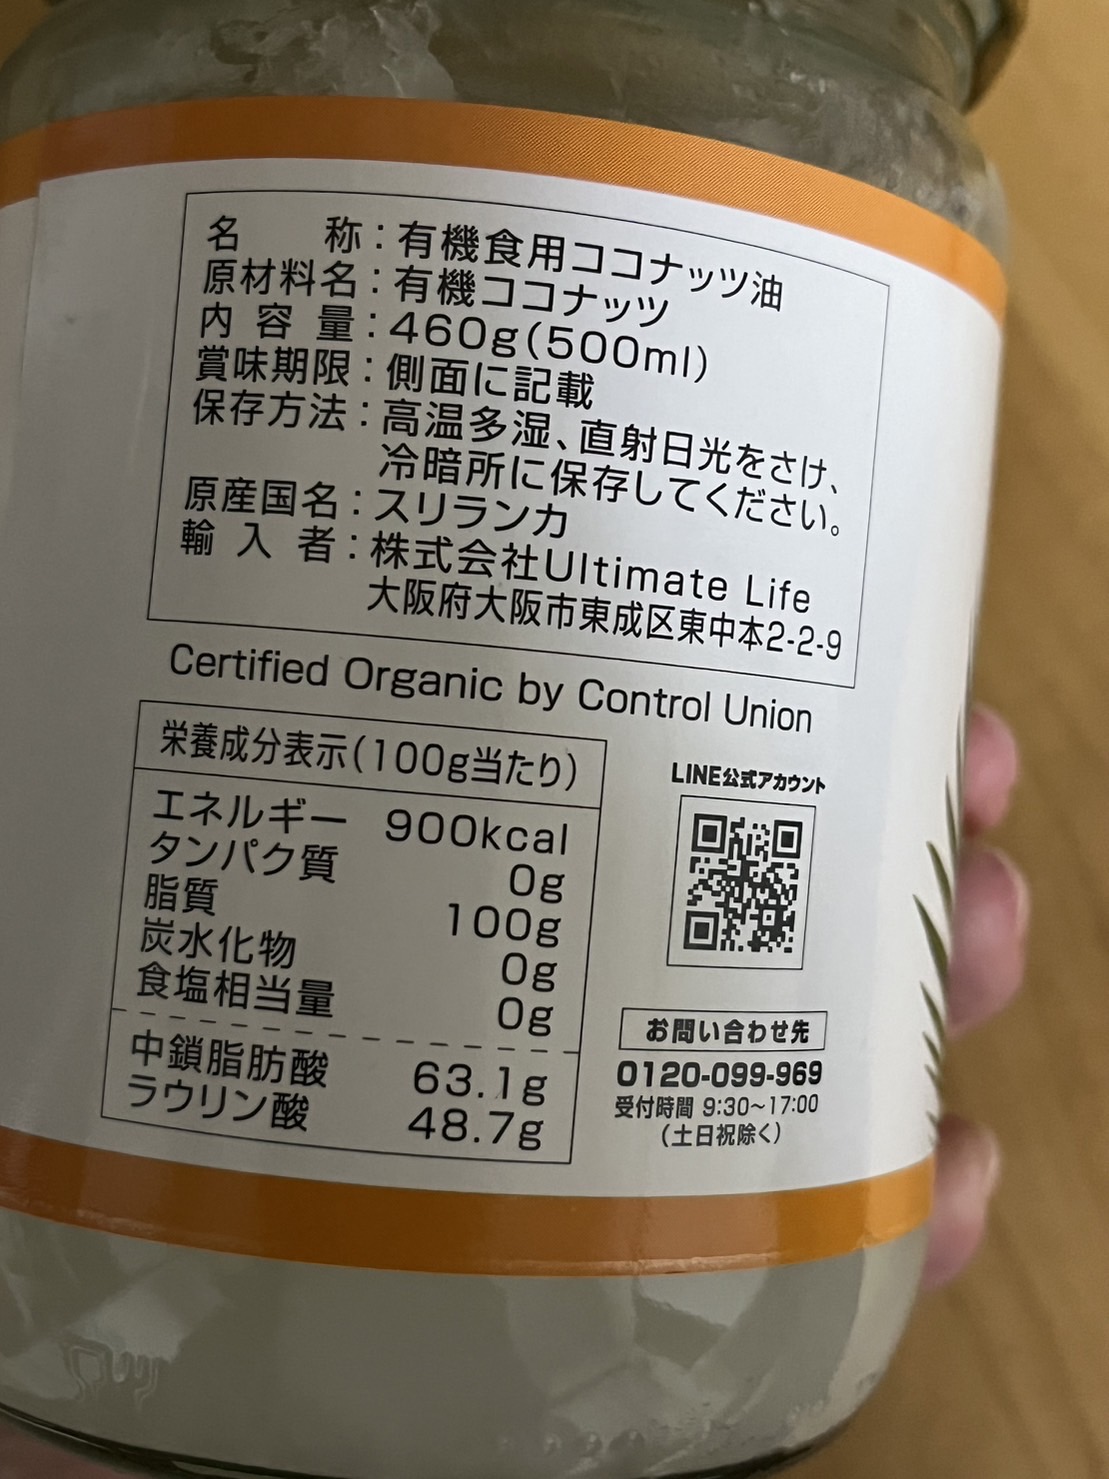 名称：有機食用ココナッツ油
原材料名：有機ココナッツ
内容量：460g(500ml)
賞味期限：側面に記載
保存方法：高温多湿、直射日光をさけ、
冷暗所に保存してください。
原産国名：スリランカ
輸入者：株式会社Ultimate Life
大阪府大阪市東成区東中本2-2-9
Certified Organic by Control Union
栄養成分表示(100g当たり)
エネルギー 900kcal
タンパク質 0g
脂質 100g
炭水化物 0g
食塩相当量 0g
中鎖脂肪酸 63.1g
ラウリン酸 48.7g
LINE公式アカウント
お問い合わせ先
0120-099-969
受付時間 9:30～17:00
(土日祝除く)